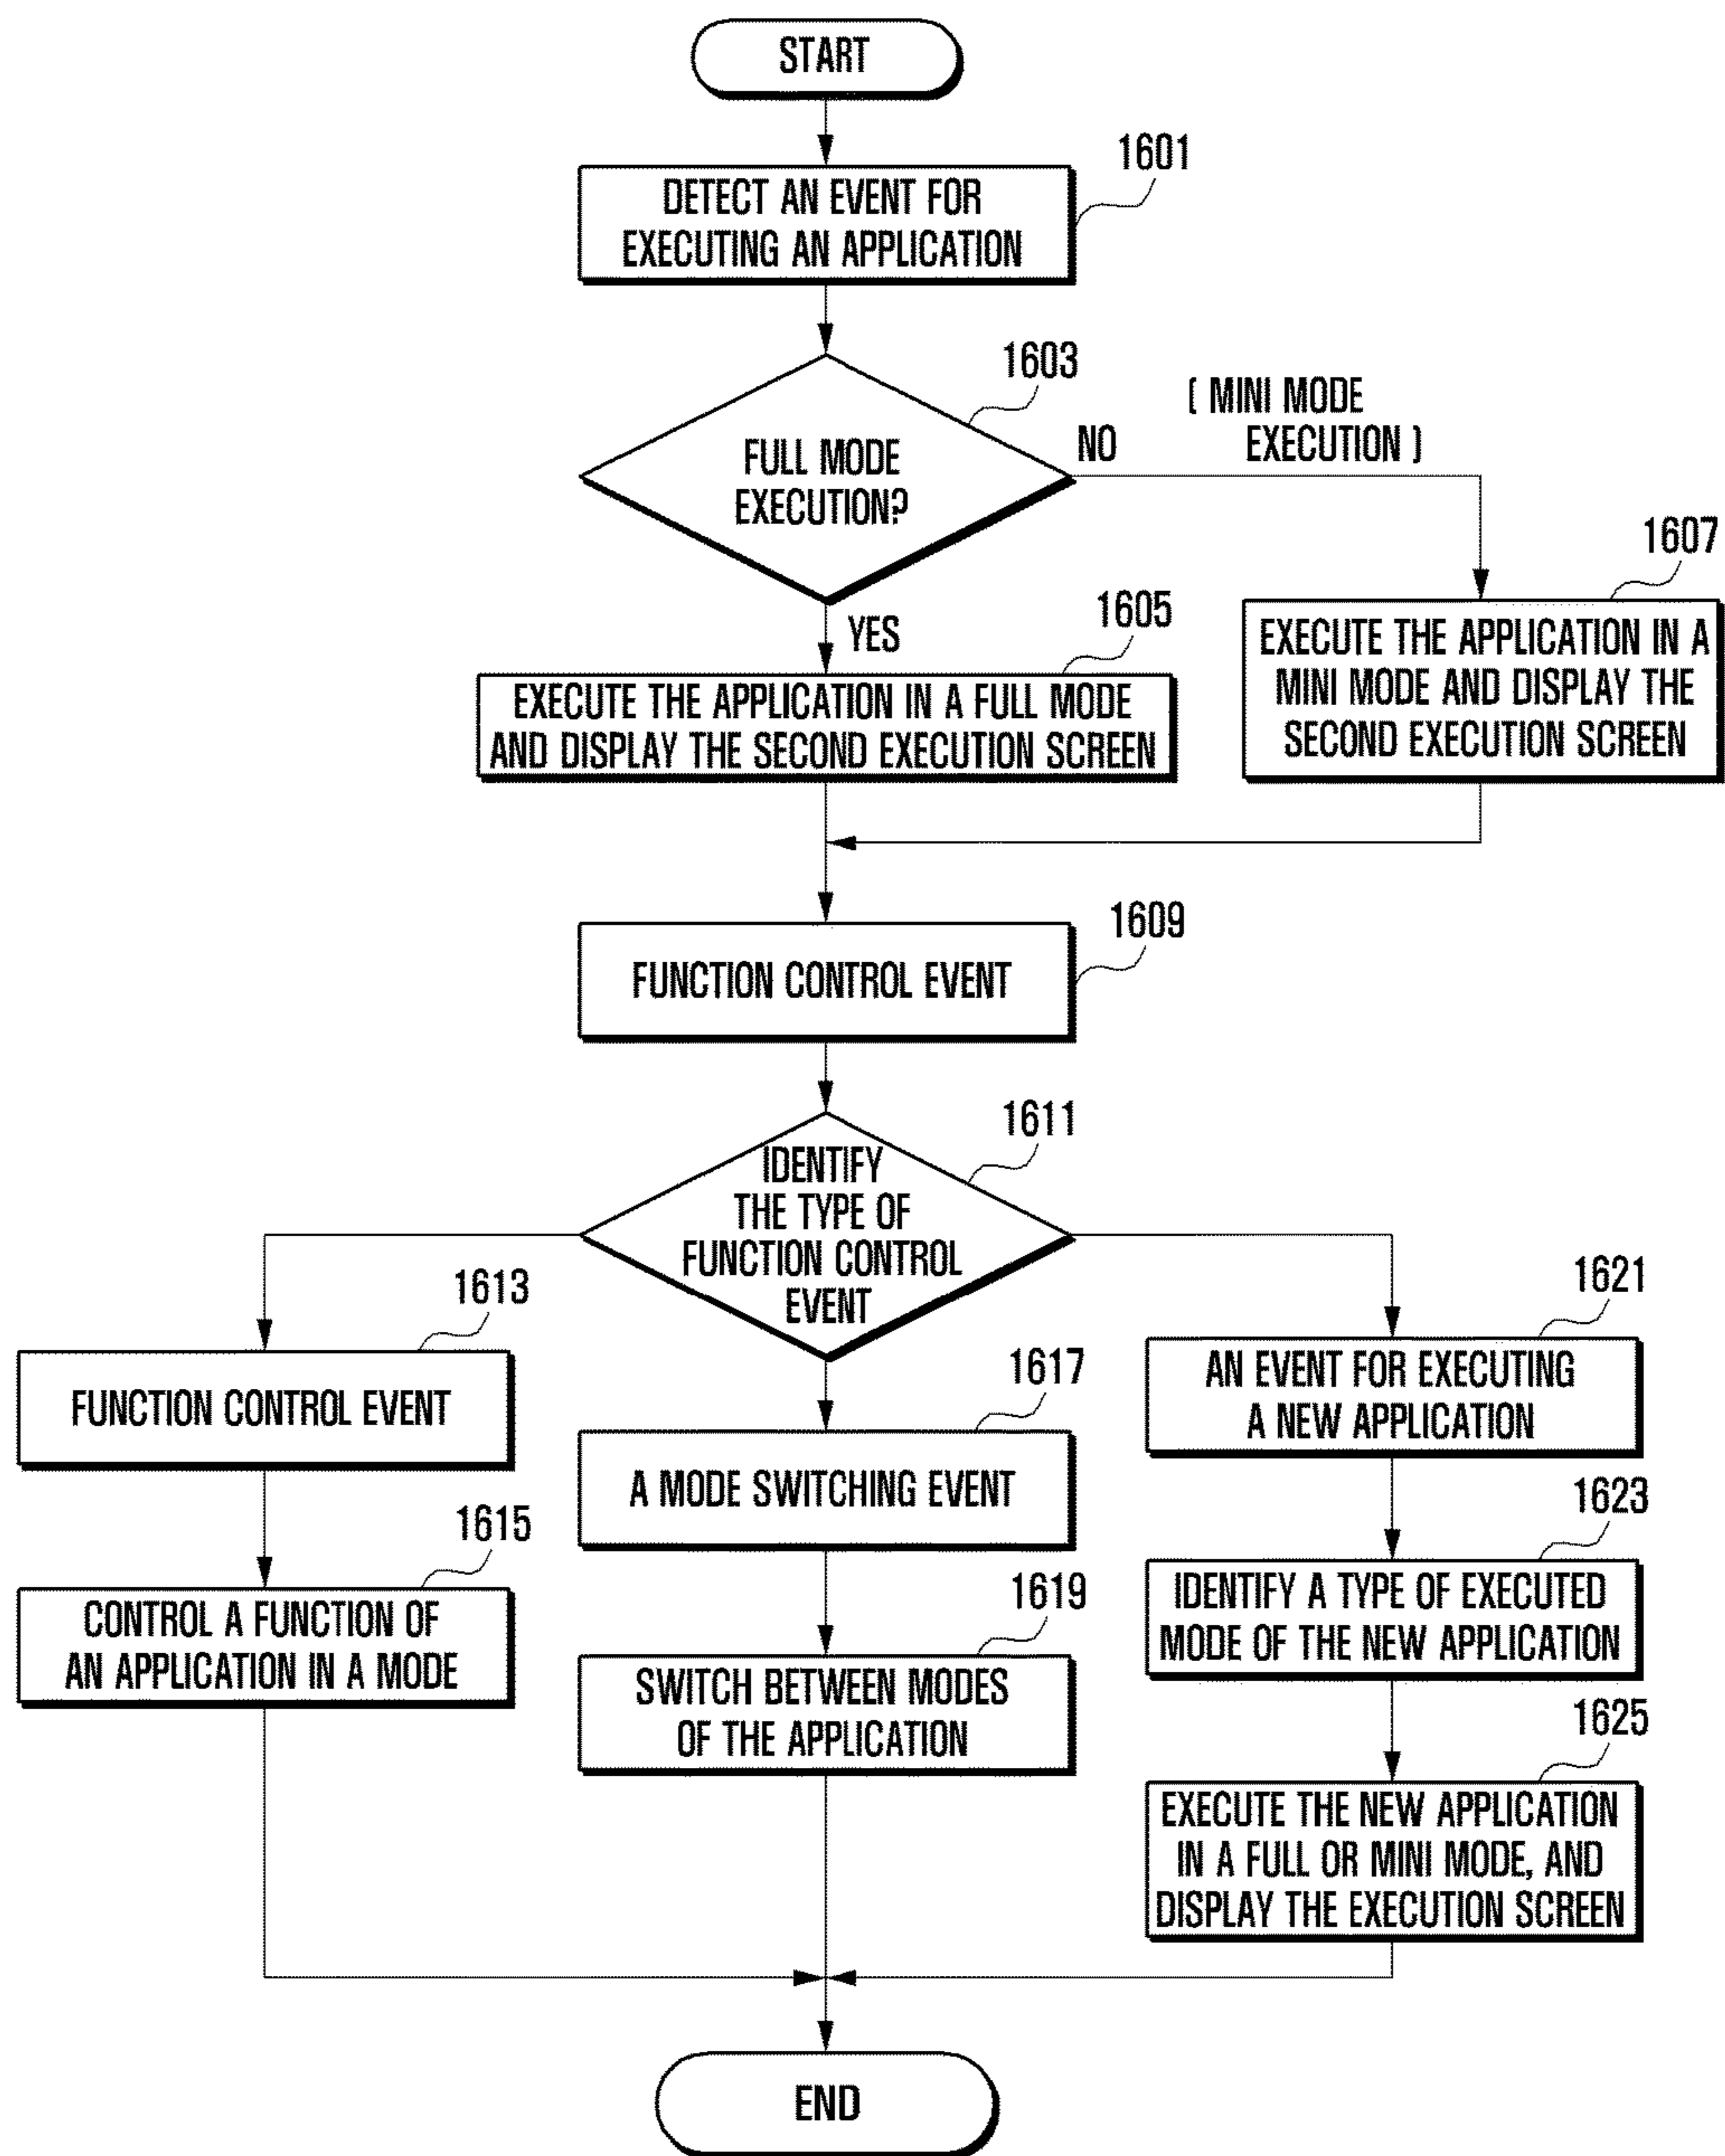 START
1601
DETECT AN EVENT FOR
EXECUTING AN APPLICATION
1603
FULL MODE
EXECUTION?
NO
( MINI MODE
EXECUTION )
YES
1605
EXECUTE THE APPLICATION IN A FULL MODE
AND DISPLAY THE SECOND EXECUTION SCREEN
1607
EXECUTE THE APPLICATION IN A
MINI MODE AND DISPLAY THE
SECOND EXECUTION SCREEN
1609
FUNCTION CONTROL EVENT
1611
IDENTIFY
THE TYPE OF
FUNCTION CONTROL
EVENT
1613
FUNCTION CONTROL EVENT
1615
CONTROL A FUNCTION OF
AN APPLICATION IN A MODE
1617
A MODE SWITCHING EVENT
1619
SWITCH BETWEEN MODES
OF THE APPLICATION
1621
AN EVENT FOR EXECUTING
A NEW APPLICATION
1623
IDENTIFY A TYPE OF EXECUTED
MODE OF THE NEW APPLICATION
1625
EXECUTE THE NEW APPLICATION
IN A FULL OR MINI MODE, AND
DISPLAY THE EXECUTION SCREEN
END